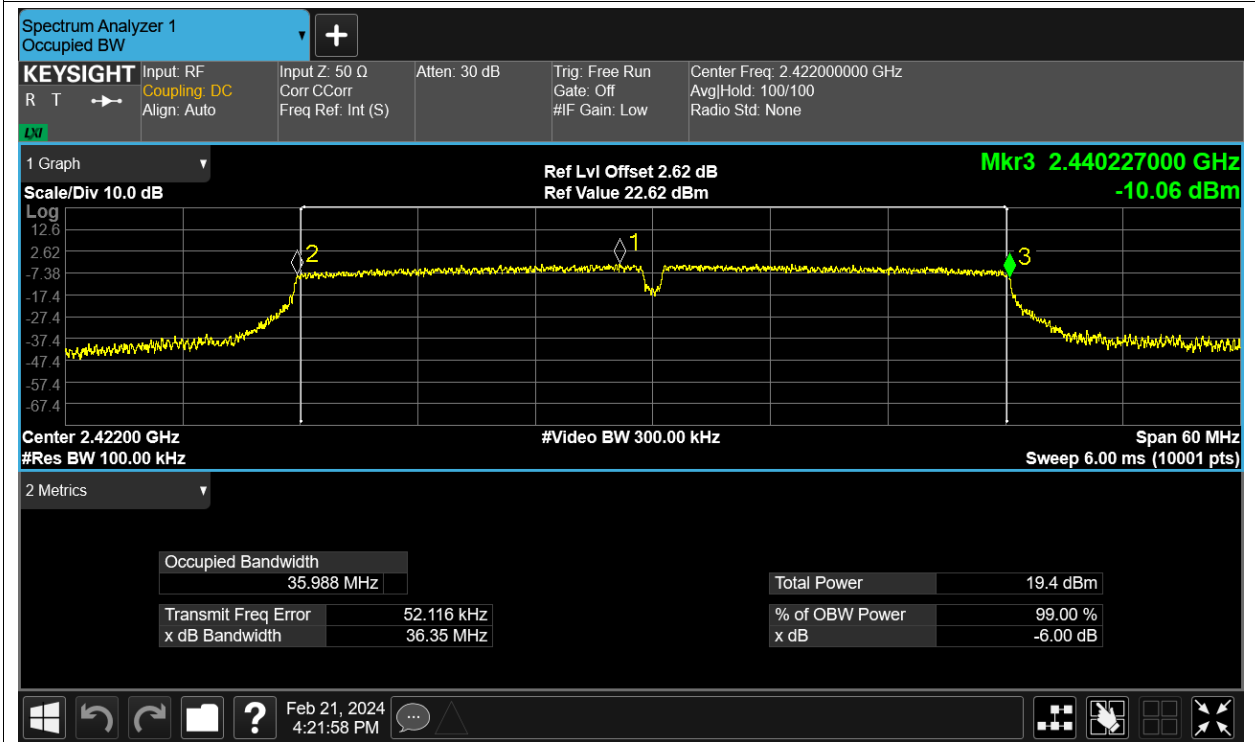 Spectrum Analyzer 1
Occupied BW
KEYSIGHT
R T
LXI
Input: RF
Coupling: DC
Align: Auto
Input Z: 50 Ω
Corr CCorr
Freq Ref: Int (S)
Atten: 30 dB
Trig: Free Run
Gate: Off
#IF Gain: Low
Center Freq: 2.422000000 GHz
Avg|Hold: 100/100
Radio Std: None
1 Graph
Scale/Div 10.0 dB
Ref Lvl Offset 2.62 dB
Ref Value 22.62 dBm
Mkr3 2.440227000 GHz
-10.06 dBm
Log
12.6
2.62
-7.38
-17.4
-27.4
-37.4
-47.4
-57.4
-67.4
2
1
3
Center 2.42200 GHz
#Res BW 100.00 kHz
#Video BW 300.00 kHz
Span 60 MHz
Sweep 6.00 ms (10001 pts)
2 Metrics
Occupied Bandwidth
35.988 MHz
Transmit Freq Error 52.116 kHz
x dB Bandwidth 36.35 MHz
Total Power 19.4 dBm
% of OBW Power 99.00 %
x dB -6.00 dB
?
Feb 21, 2024
4:21:58 PM